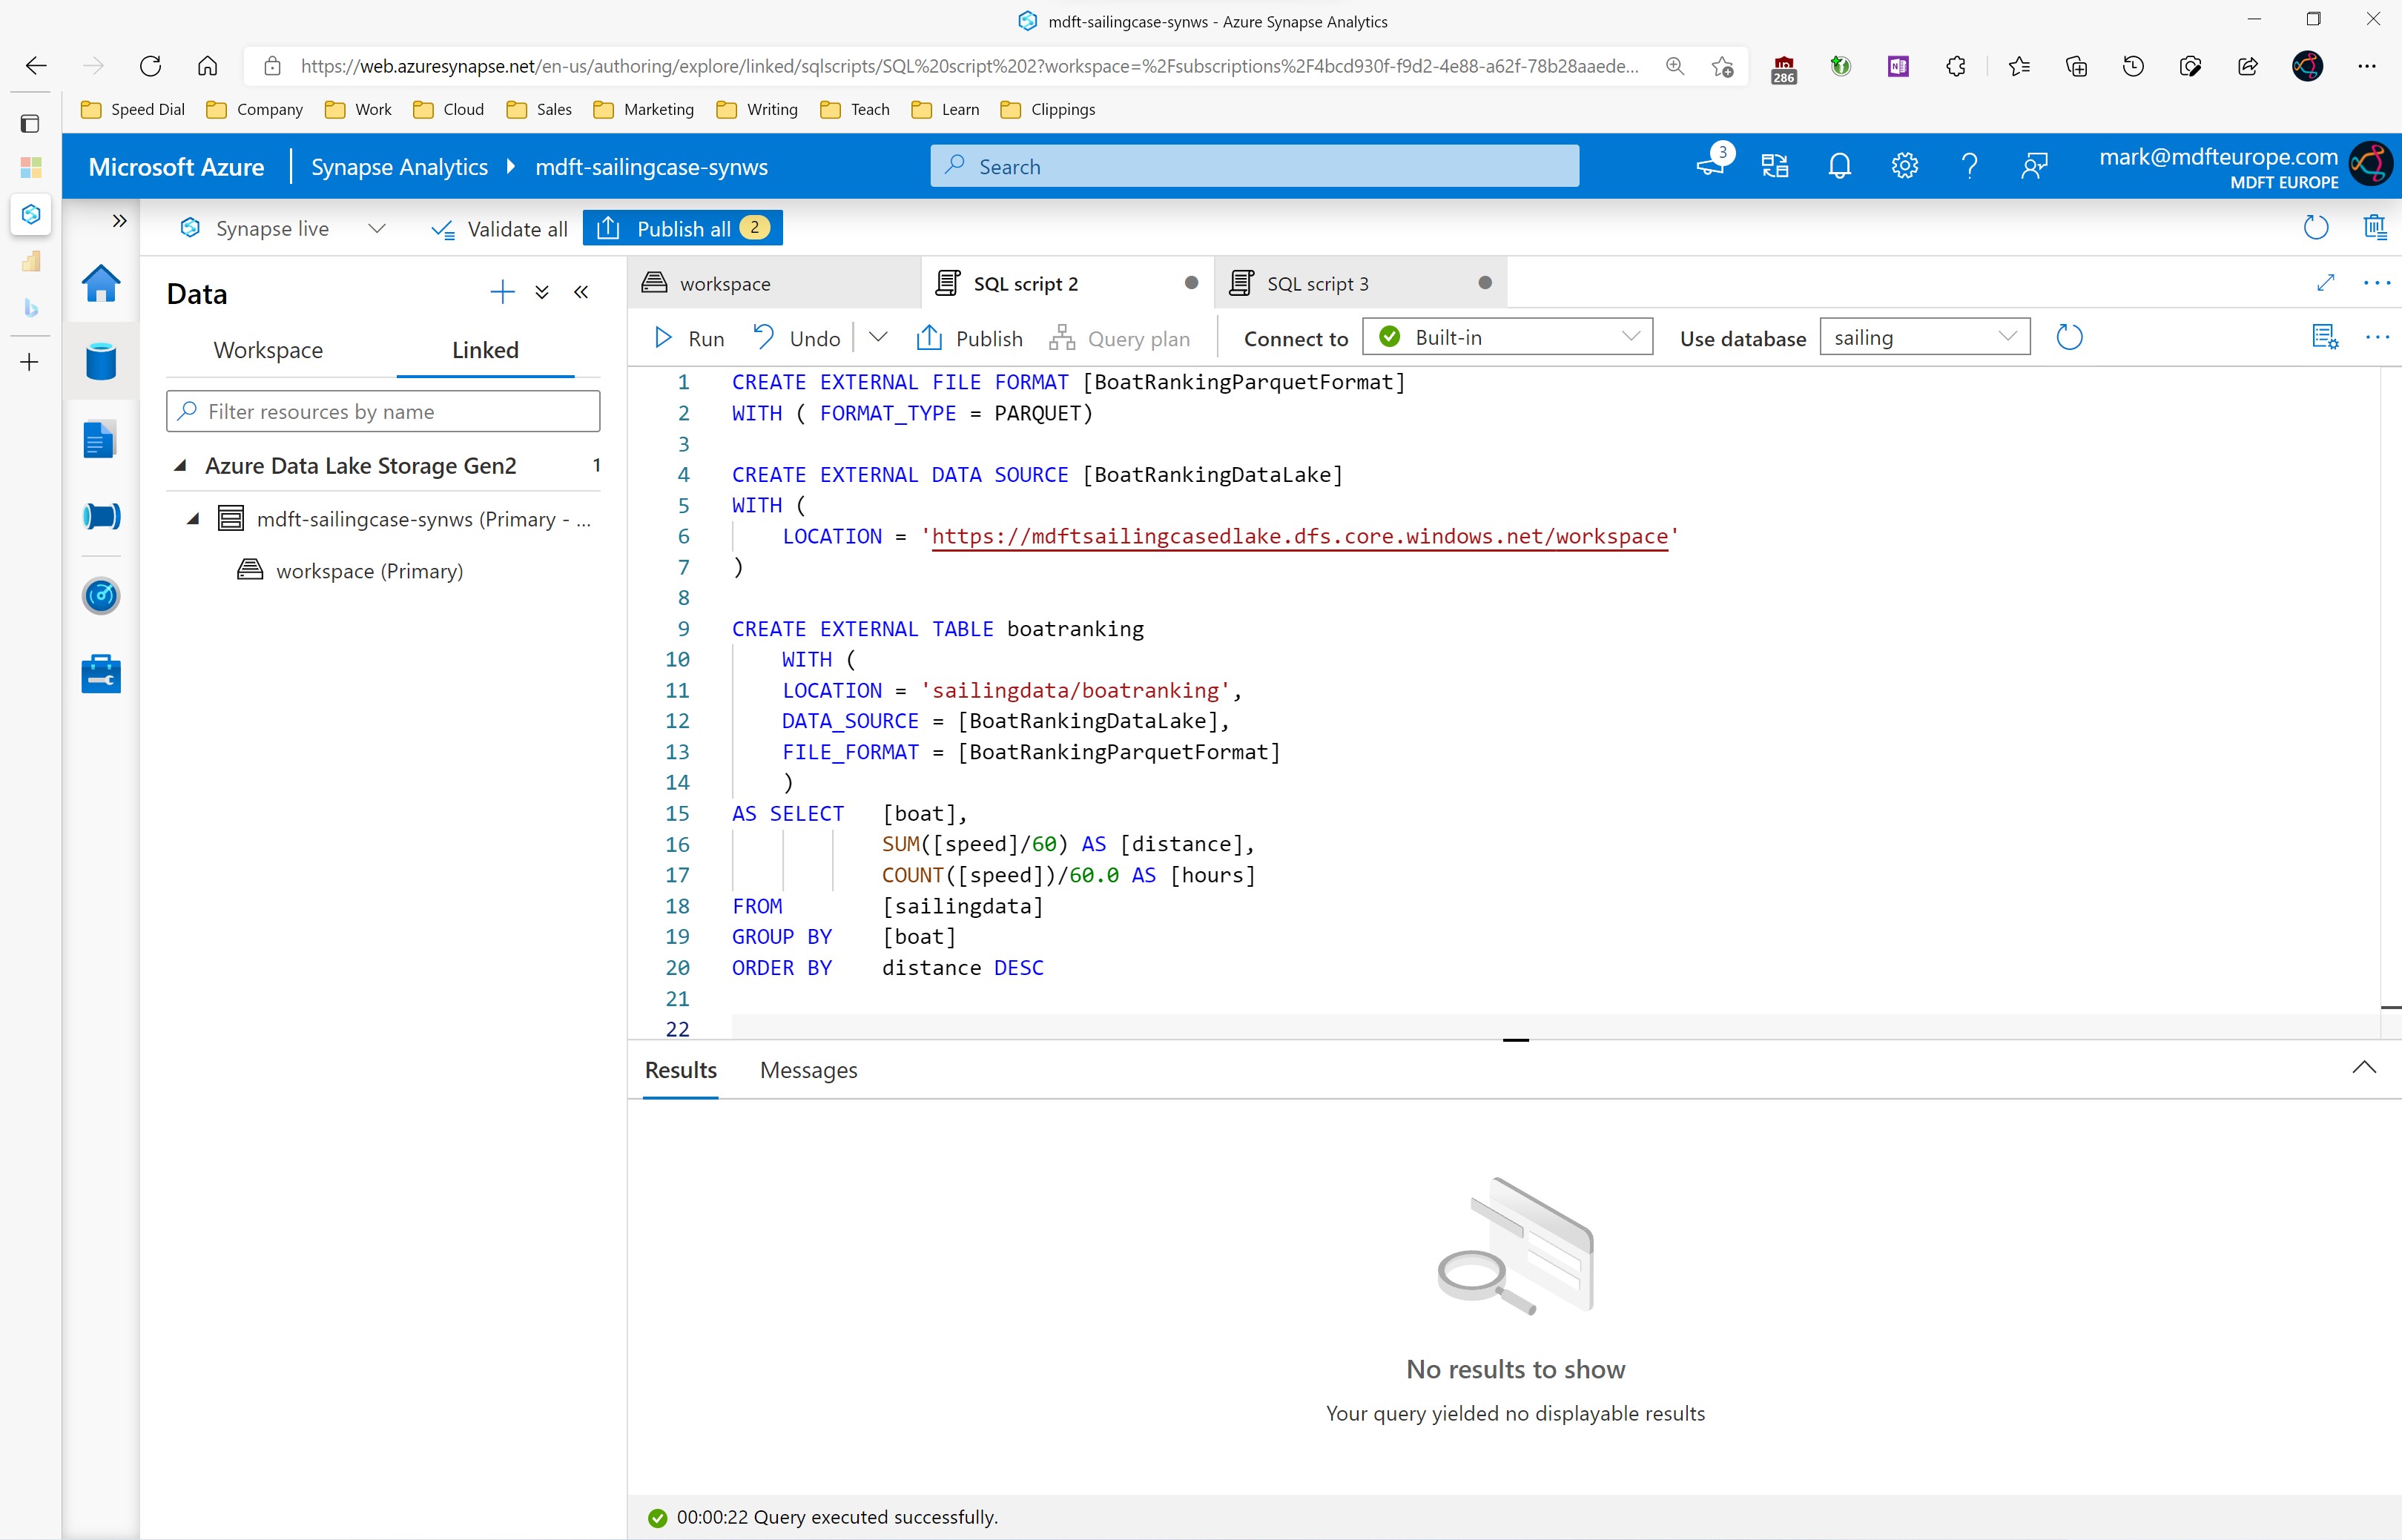 mdft-sailingcase-synws - Azure Synapse Analytics
https://web.azuresynapse.net/en-us/authoring/explore/linked/sqlscripts/SQL%20script%202?workspace=%2Fsubscriptions%2F4bcd930f-f9d2-4e88-a62f-78b28aaede...
286
Speed Dial Company Work Cloud Sales Marketing Writing Teach Learn Clippings
Microsoft Azure Synapse Analytics mdft-sailingcase-synws Search 3 mark@mdfteurope.com
MDFT EUROPE
Synapse live Validate all Publish all 2
Data
workspace SQL script 2 SQL script 3
Run Undo Publish Query plan Connect to Built-in Use database sailing
Workspace Linked
Filter resources by name
Azure Data Lake Storage Gen2 1
mdft-sailingcase-synws (Primary - ...
workspace (Primary)
1 CREATE EXTERNAL FILE FORMAT [BoatRankingParquetFormat]
2 WITH ( FORMAT_TYPE = PARQUET)
3
4 CREATE EXTERNAL DATA SOURCE [BoatRankingDataLake]
5 WITH (
6 LOCATION = 'https://mdftsailingcasedlake.dfs.core.windows.net/workspace'
7 )
8
9 CREATE EXTERNAL TABLE boatranking
10 WITH (
11 LOCATION = 'sailingdata/boatranking',
12 DATA_SOURCE = [BoatRankingDataLake],
13 FILE_FORMAT = [BoatRankingParquetFormat]
14 )
15 AS SELECT [boat],
16 SUM([speed]/60) AS [distance],
17 COUNT([speed])/60.0 AS [hours]
18 FROM [sailingdata]
19 GROUP BY [boat]
20 ORDER BY distance DESC
21
22
Results Messages
No results to show
Your query yielded no displayable results
00:00:22 Query executed successfully.